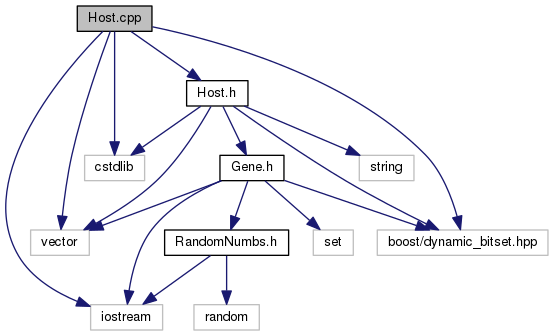 Host.cpp
Host.h
cstdlib
Gene.h
string
vector
RandomNumbs.h
set
boost/dynamic_bitset.hpp
iostream
random